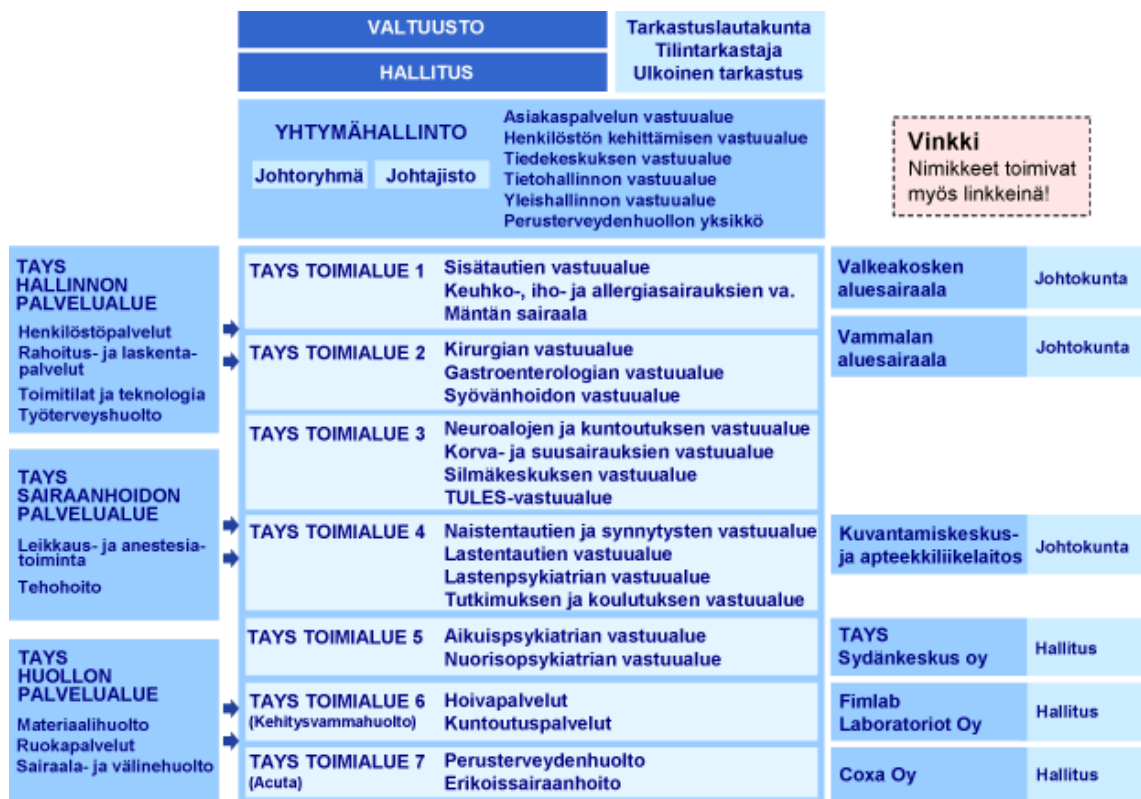 VALTUUSTO
HALLITUS
Tarkastuslautakunta
Tilintarkastaja
Ulkoinen tarkastus
YHTYMÄHALLINTO
Johtoryhmä
Johtajisto
Asiakaspalvelun vastuualue
Henkilöstön kehittämisen vastuualue
Tiedekeskuksen vastuualue
Tietohallinnon vastuualue
Yleishallinnon vastuualue
Perusterveydenhuollon yksikkö
Vinkki
Nimikkeet toimivat
myös linkkeinä!
TAYS
HALLINNON
PALVELUALUE
Henkilöstöpalvelut
Rahoitus- ja laskenta-
palvelut
Toimitilat ja teknologia
Työterveyshuolto
TAYS
SAIRAANHOIDON
PALVELUALUE
Leikkaus- ja anestesia-
toiminta
Tehohoito
TAYS
HUOLLON
PALVELUALUE
Materiaalihuolto
Ruokapalvelut
Sairaala- ja välinehuolto
TAYS TOIMIALUE 1
Sisätautien vastuualue
Keuhko-, iho- ja allergiasairauksien va.
Mäntän sairaala
TAYS TOIMIALUE 2
Kirurgian vastuualue
Gastroenterologian vastuualue
Syövänhoidon vastuualue
TAYS TOIMIALUE 3
Neuroalojen ja kuntoutuksen vastuualue
Korva- ja suusairauksien vastuualue
Silmäkeskuksen vastuualue
TULES-vastuualue
TAYS TOIMIALUE 4
Naistentautien ja synnytysten vastuualue
Lastentautien vastuualue
Lastenpsykiatrian vastuualue
Tutkimuksen ja koulutuksen vastuualue
TAYS TOIMIALUE 5
Aikuispsykiatrian vastuualue
Nuorisopsykiatrian vastuualue
TAYS TOIMIALUE 6
(Kehitysvammahuolto)
Hoivapalvelut
Kuntoutuspalvelut
TAYS TOIMIALUE 7
(Acuta)
Perusterveydenhuolto
Erikoissairaanhoito
Valkeakosken
aluesairaala
Johtokunta
Vammalan
aluesairaala
Johtokunta
Kuvantamiskeskus-
ja apteekkiliikelaitos
Johtokunta
TAYS
Sydänkeskus oy
Hallitus
Fimlab
Laboratoriot Oy
Hallitus
Coxa Oy
Hallitus